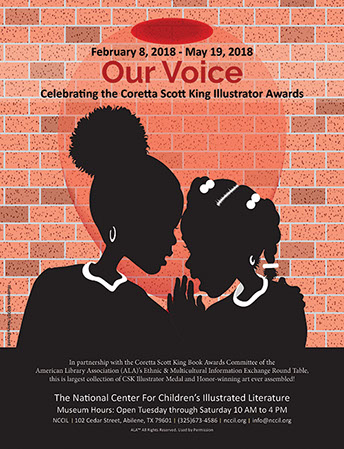 February 8, 2018 - May 19, 2018
Our Voice
Celebrating the Coretta Scott King Illustrator Awards
In partnership with the Coretta Scott King Book Awards Committee of the
American Library Association (ALA)'s Ethnic & Multicultural Information Exchange Round Table,
this is largest collection of CSK Illustrator Medal and Honor-winning art ever assembled!
The National Center For Children's Illustrated Literature
Museum Hours: Open Tuesday through Saturday 10 AM to 4 PM
NCCIL | 102 Cedar Street, Abilene, TX 79601 | (325)673-4586 | nccil.org | info@nccil.org
ALA™ All Rights Reserved. Used by Permission